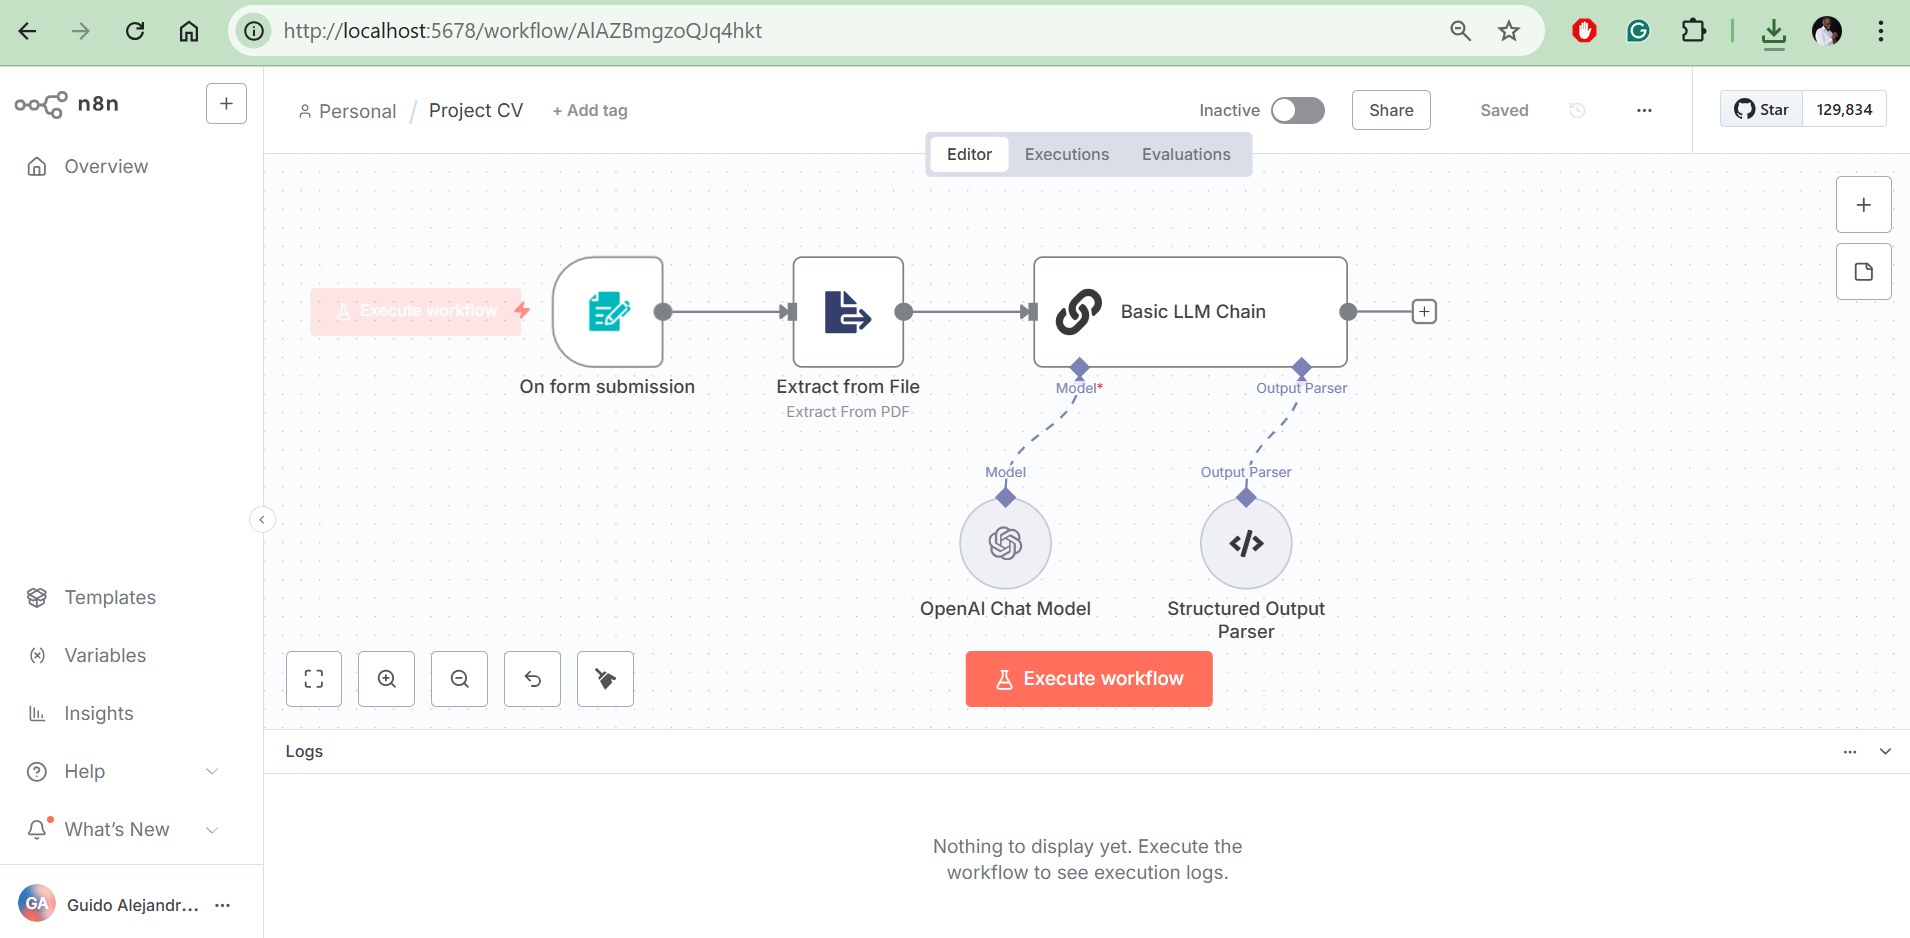 http://localhost:5678/workflow/AlAZBmgzoQJq4hkt
n8n
Personal / Project CV + Add tag
Inactive
Share
Saved
Star 129,834
Editor Executions Evaluations
Overview
Execute workflow
Basic LLM Chain
On form submission
Extract from File
Extract From PDF
Model*
Output Parser
Model
Output Parser
OpenAI Chat Model
Structured Output
Parser
Execute workflow
Templates
Variables
Insights
Help
What's New
GA Guido Alejandr...
Logs
Nothing to display yet. Execute the
workflow to see execution logs.